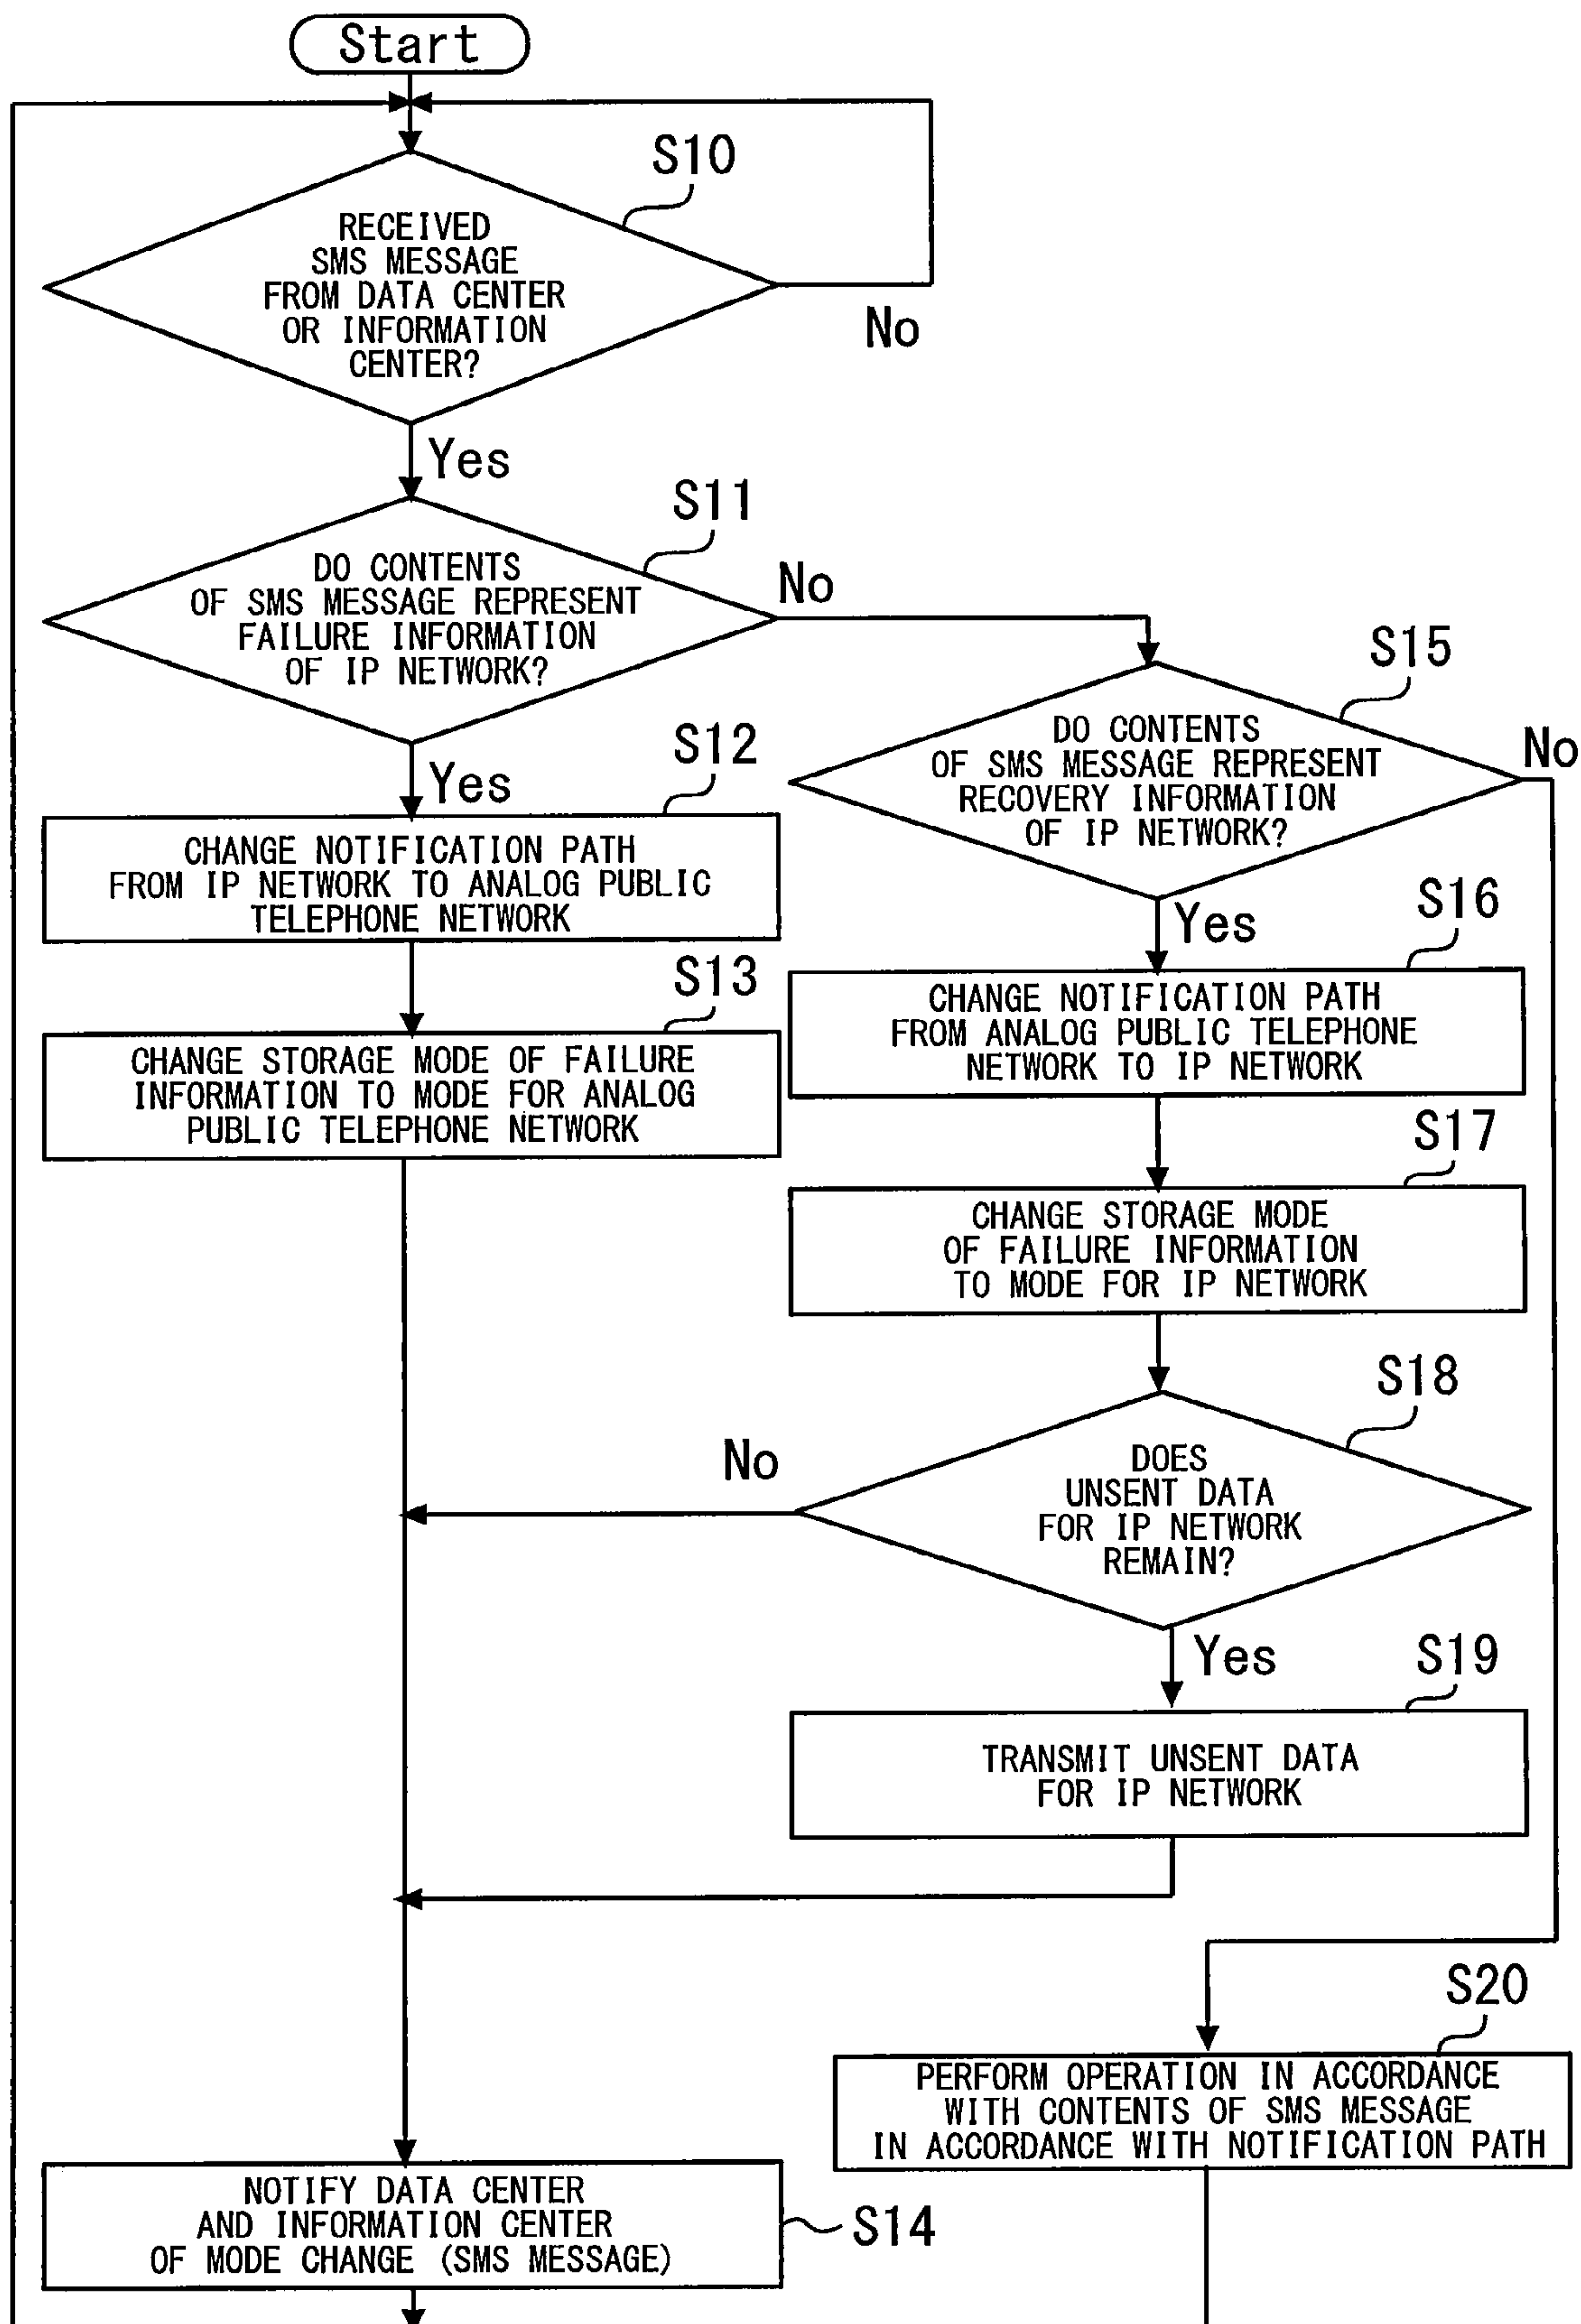 Start
S10
RECEIVED
SMS MESSAGE
FROM DATA CENTER
OR INFORMATION
CENTER?
No
Yes
S11
DO CONTENTS
OF SMS MESSAGE REPRESENT
FAILURE INFORMATION
OF IP NETWORK?
No
Yes
S12
CHANGE NOTIFICATION PATH
FROM IP NETWORK TO ANALOG PUBLIC
TELEPHONE NETWORK
S13
CHANGE STORAGE MODE OF FAILURE
INFORMATION TO MODE FOR ANALOG
PUBLIC TELEPHONE NETWORK
S15
DO CONTENTS
OF SMS MESSAGE REPRESENT
RECOVERY INFORMATION
OF IP NETWORK?
No
Yes
S16
CHANGE NOTIFICATION PATH
FROM ANALOG PUBLIC TELEPHONE
NETWORK TO IP NETWORK
S17
CHANGE STORAGE MODE
OF FAILURE INFORMATION
TO MODE FOR IP NETWORK
S18
DOES
UNSENT DATA
FOR IP NETWORK
REMAIN?
No
Yes
S19
TRANSMIT UNSENT DATA
FOR IP NETWORK
S20
PERFORM OPERATION IN ACCORDANCE
WITH CONTENTS OF SMS MESSAGE
IN ACCORDANCE WITH NOTIFICATION PATH
NOTIFY DATA CENTER
AND INFORMATION CENTER
OF MODE CHANGE (SMS MESSAGE)
S14